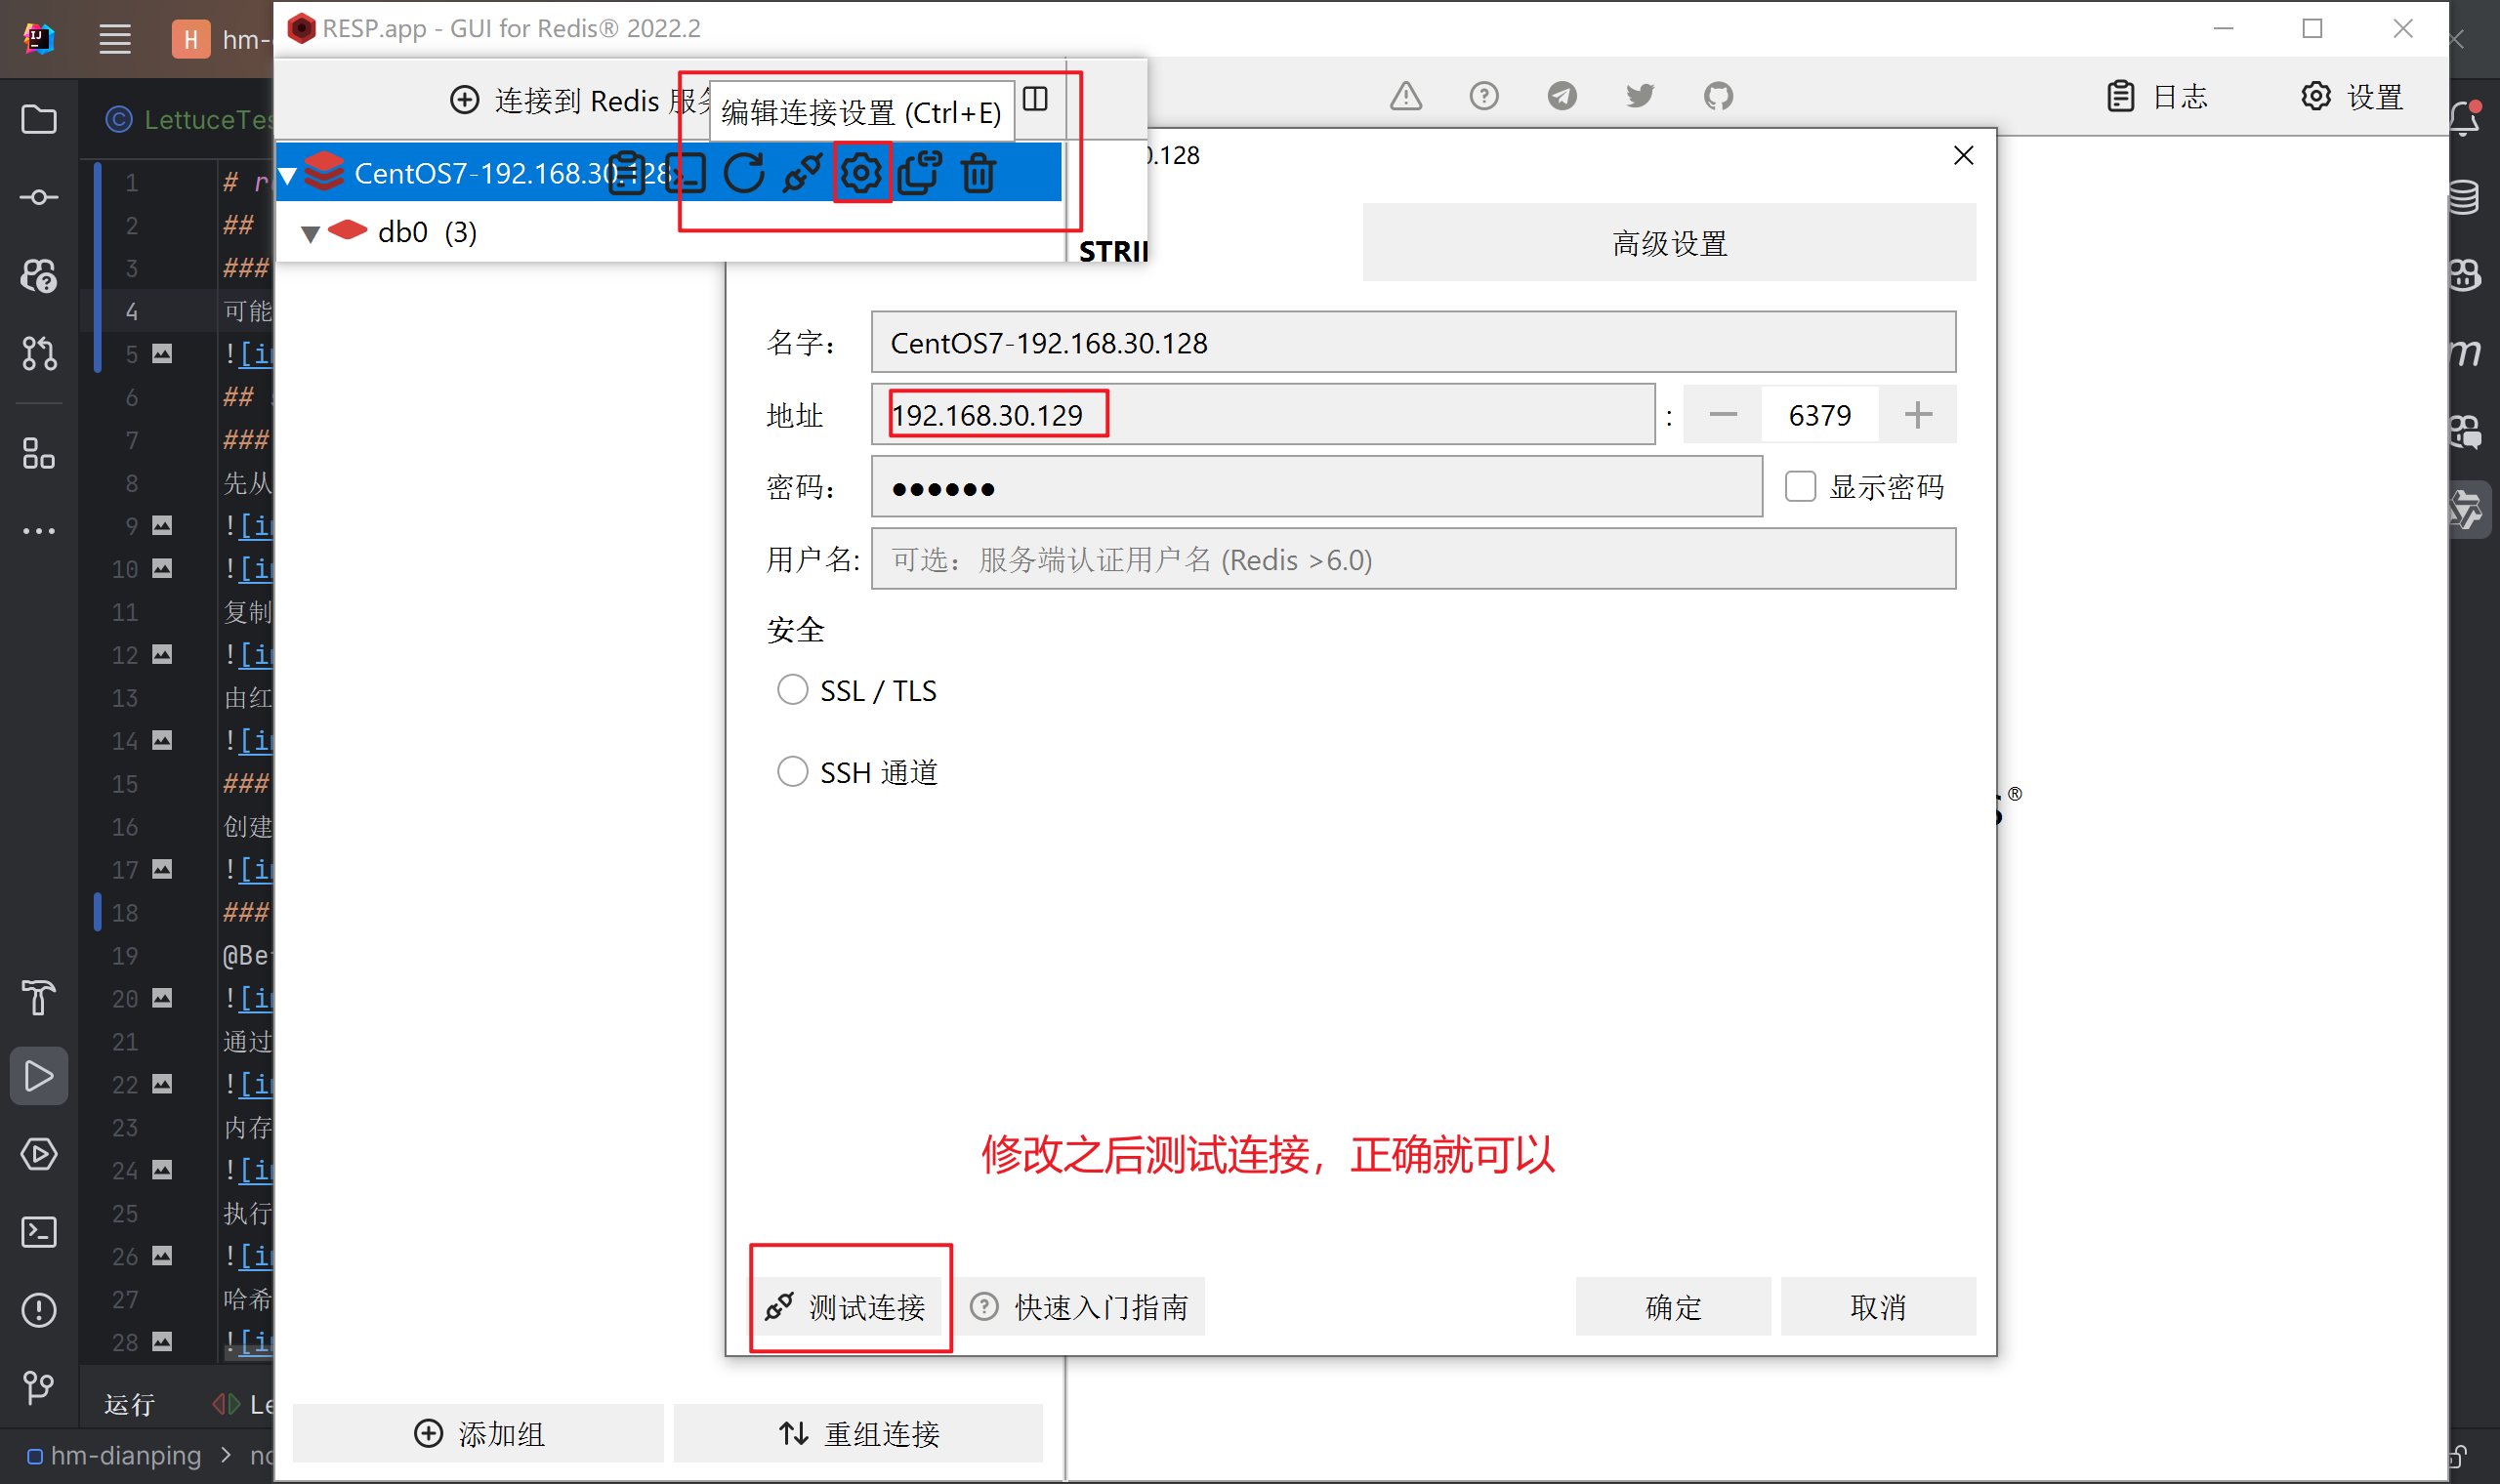 RESP.app - GUI for Redis® 2022.2
H hm-
连接到 Redis 服务
编辑连接设置 (Ctrl+E)
日志
设置
LettuceTes
CentOS7-192.168.30.128
db0 (3)
.128
STRI
高级设置
名字：
CentOS7-192.168.30.128
地址
192.168.30.129
:
6379
密码：
●●●●●●
显示密码
用户名:
可选：服务端认证用户名 (Redis >6.0)
安全
SSL / TLS
SSH 通道
®
修改之后测试连接，正确就可以
测试连接
快速入门指南
确定
取消
添加组
重组连接
1 # r
2 ##
3 ###
4 可能
5 ![i
6 ##
7 ###
8 先从
9 ![i
10 ![i
11 复制
12 ![i
13 由红
14 ![i
15 ###
16 创建
17 ![i
18 ###
19 @Be
20 ![i
21 通过
22 ![i
23 内存
24 ![i
25 执行
26 ![i
27 哈希
28 ![i
运行
Le
hm-dianping > no